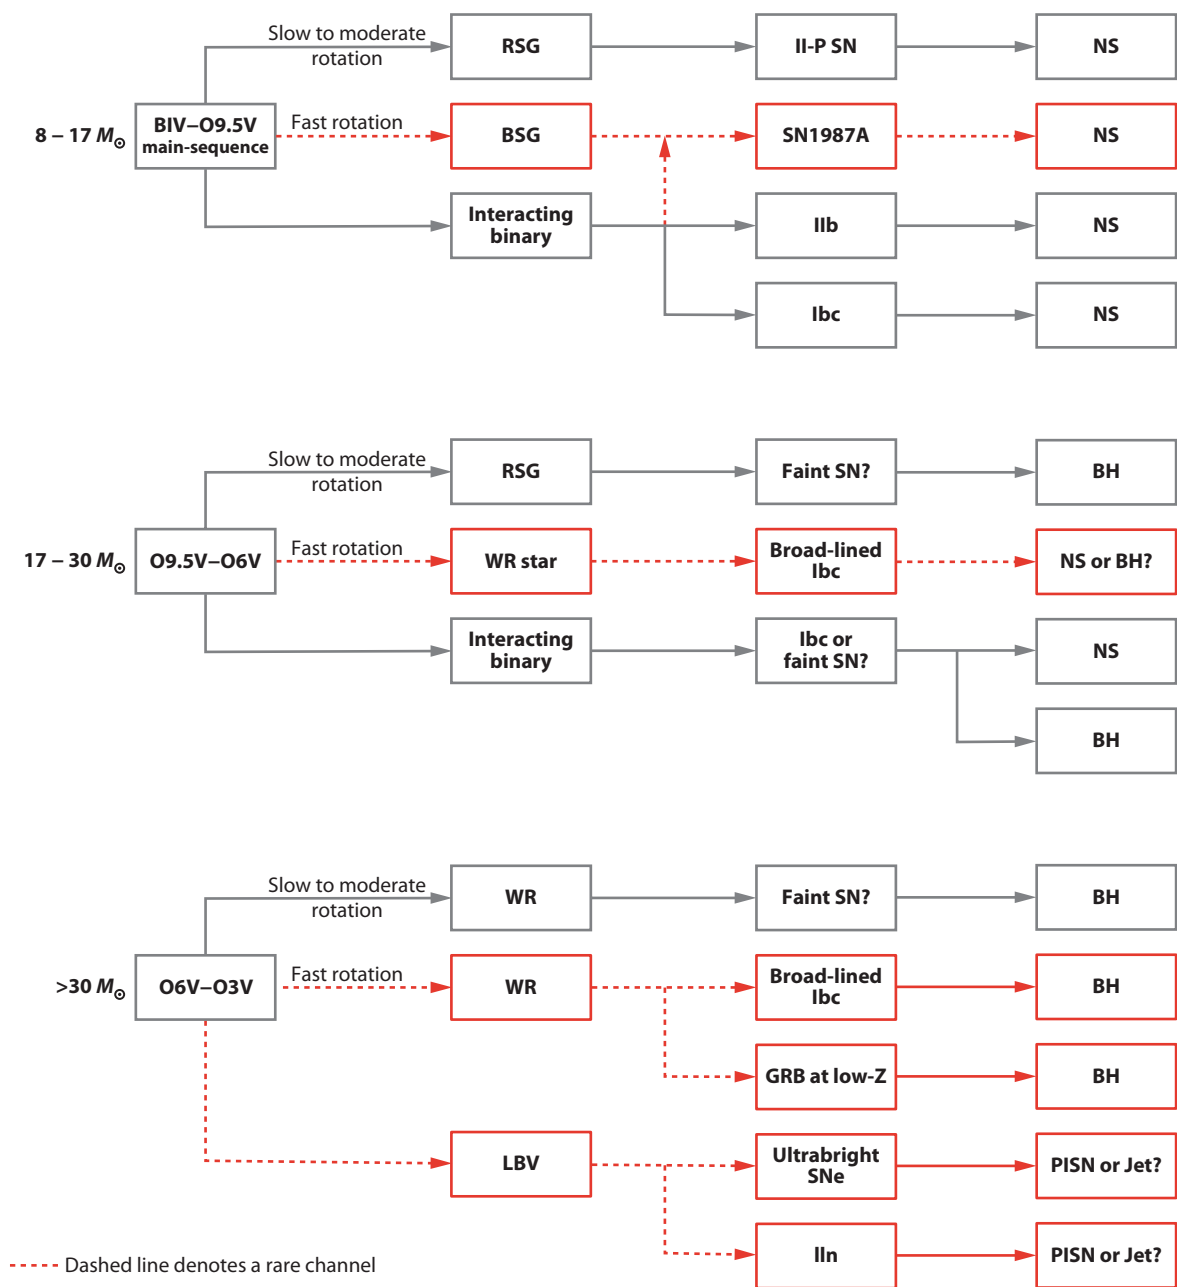 Slow to moderate
rotation
RSG
II-P SN
NS
8 – 17 M⊙
BIV–O9.5V
main-sequence
Fast rotation
BSG
SN1987A
NS
Interacting
binary
IIb
NS
Ibc
NS
Slow to moderate
rotation
RSG
Faint SN?
BH
17 – 30 M⊙
O9.5V–O6V
Fast rotation
WR star
Broad-lined
Ibc
NS or BH?
Interacting
binary
Ibc or
faint SN?
NS
BH
Slow to moderate
rotation
WR
Faint SN?
BH
>30 M⊙
O6V–O3V
Fast rotation
WR
Broad-lined
Ibc
BH
GRB at low-Z
BH
LBV
Ultrabright
SNe
PISN or Jet?
IIn
PISN or Jet?
Dashed line denotes a rare channel